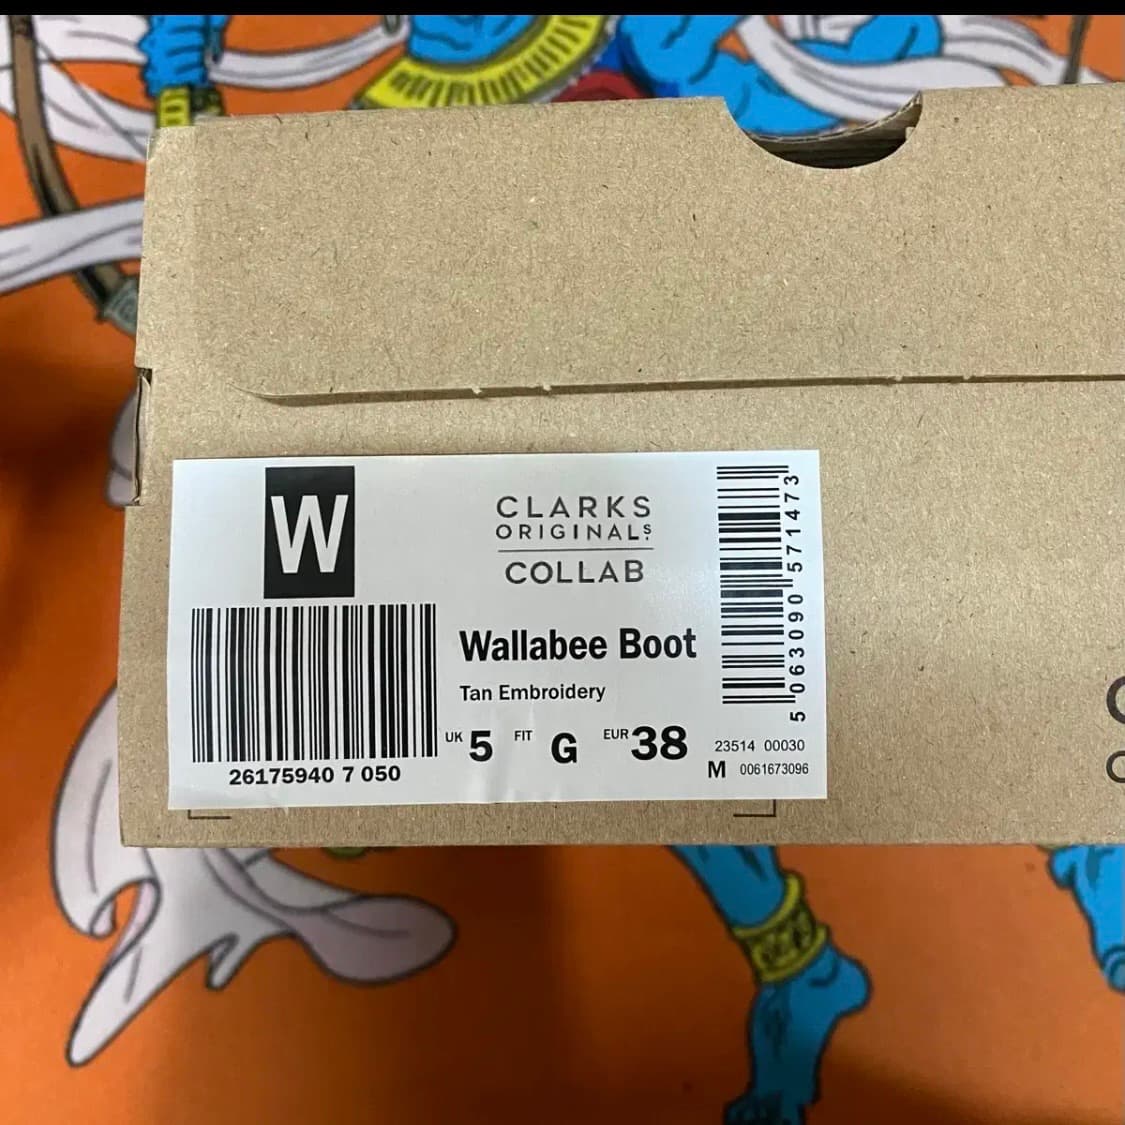 W
CLARKS
ORIGINALS
COLLAB
Wallabee Boot
Tan Embroidery
UK 5 FIT G EUR 38
26175940 7 050
5 063090 571473
23514 00030
M 0061673096